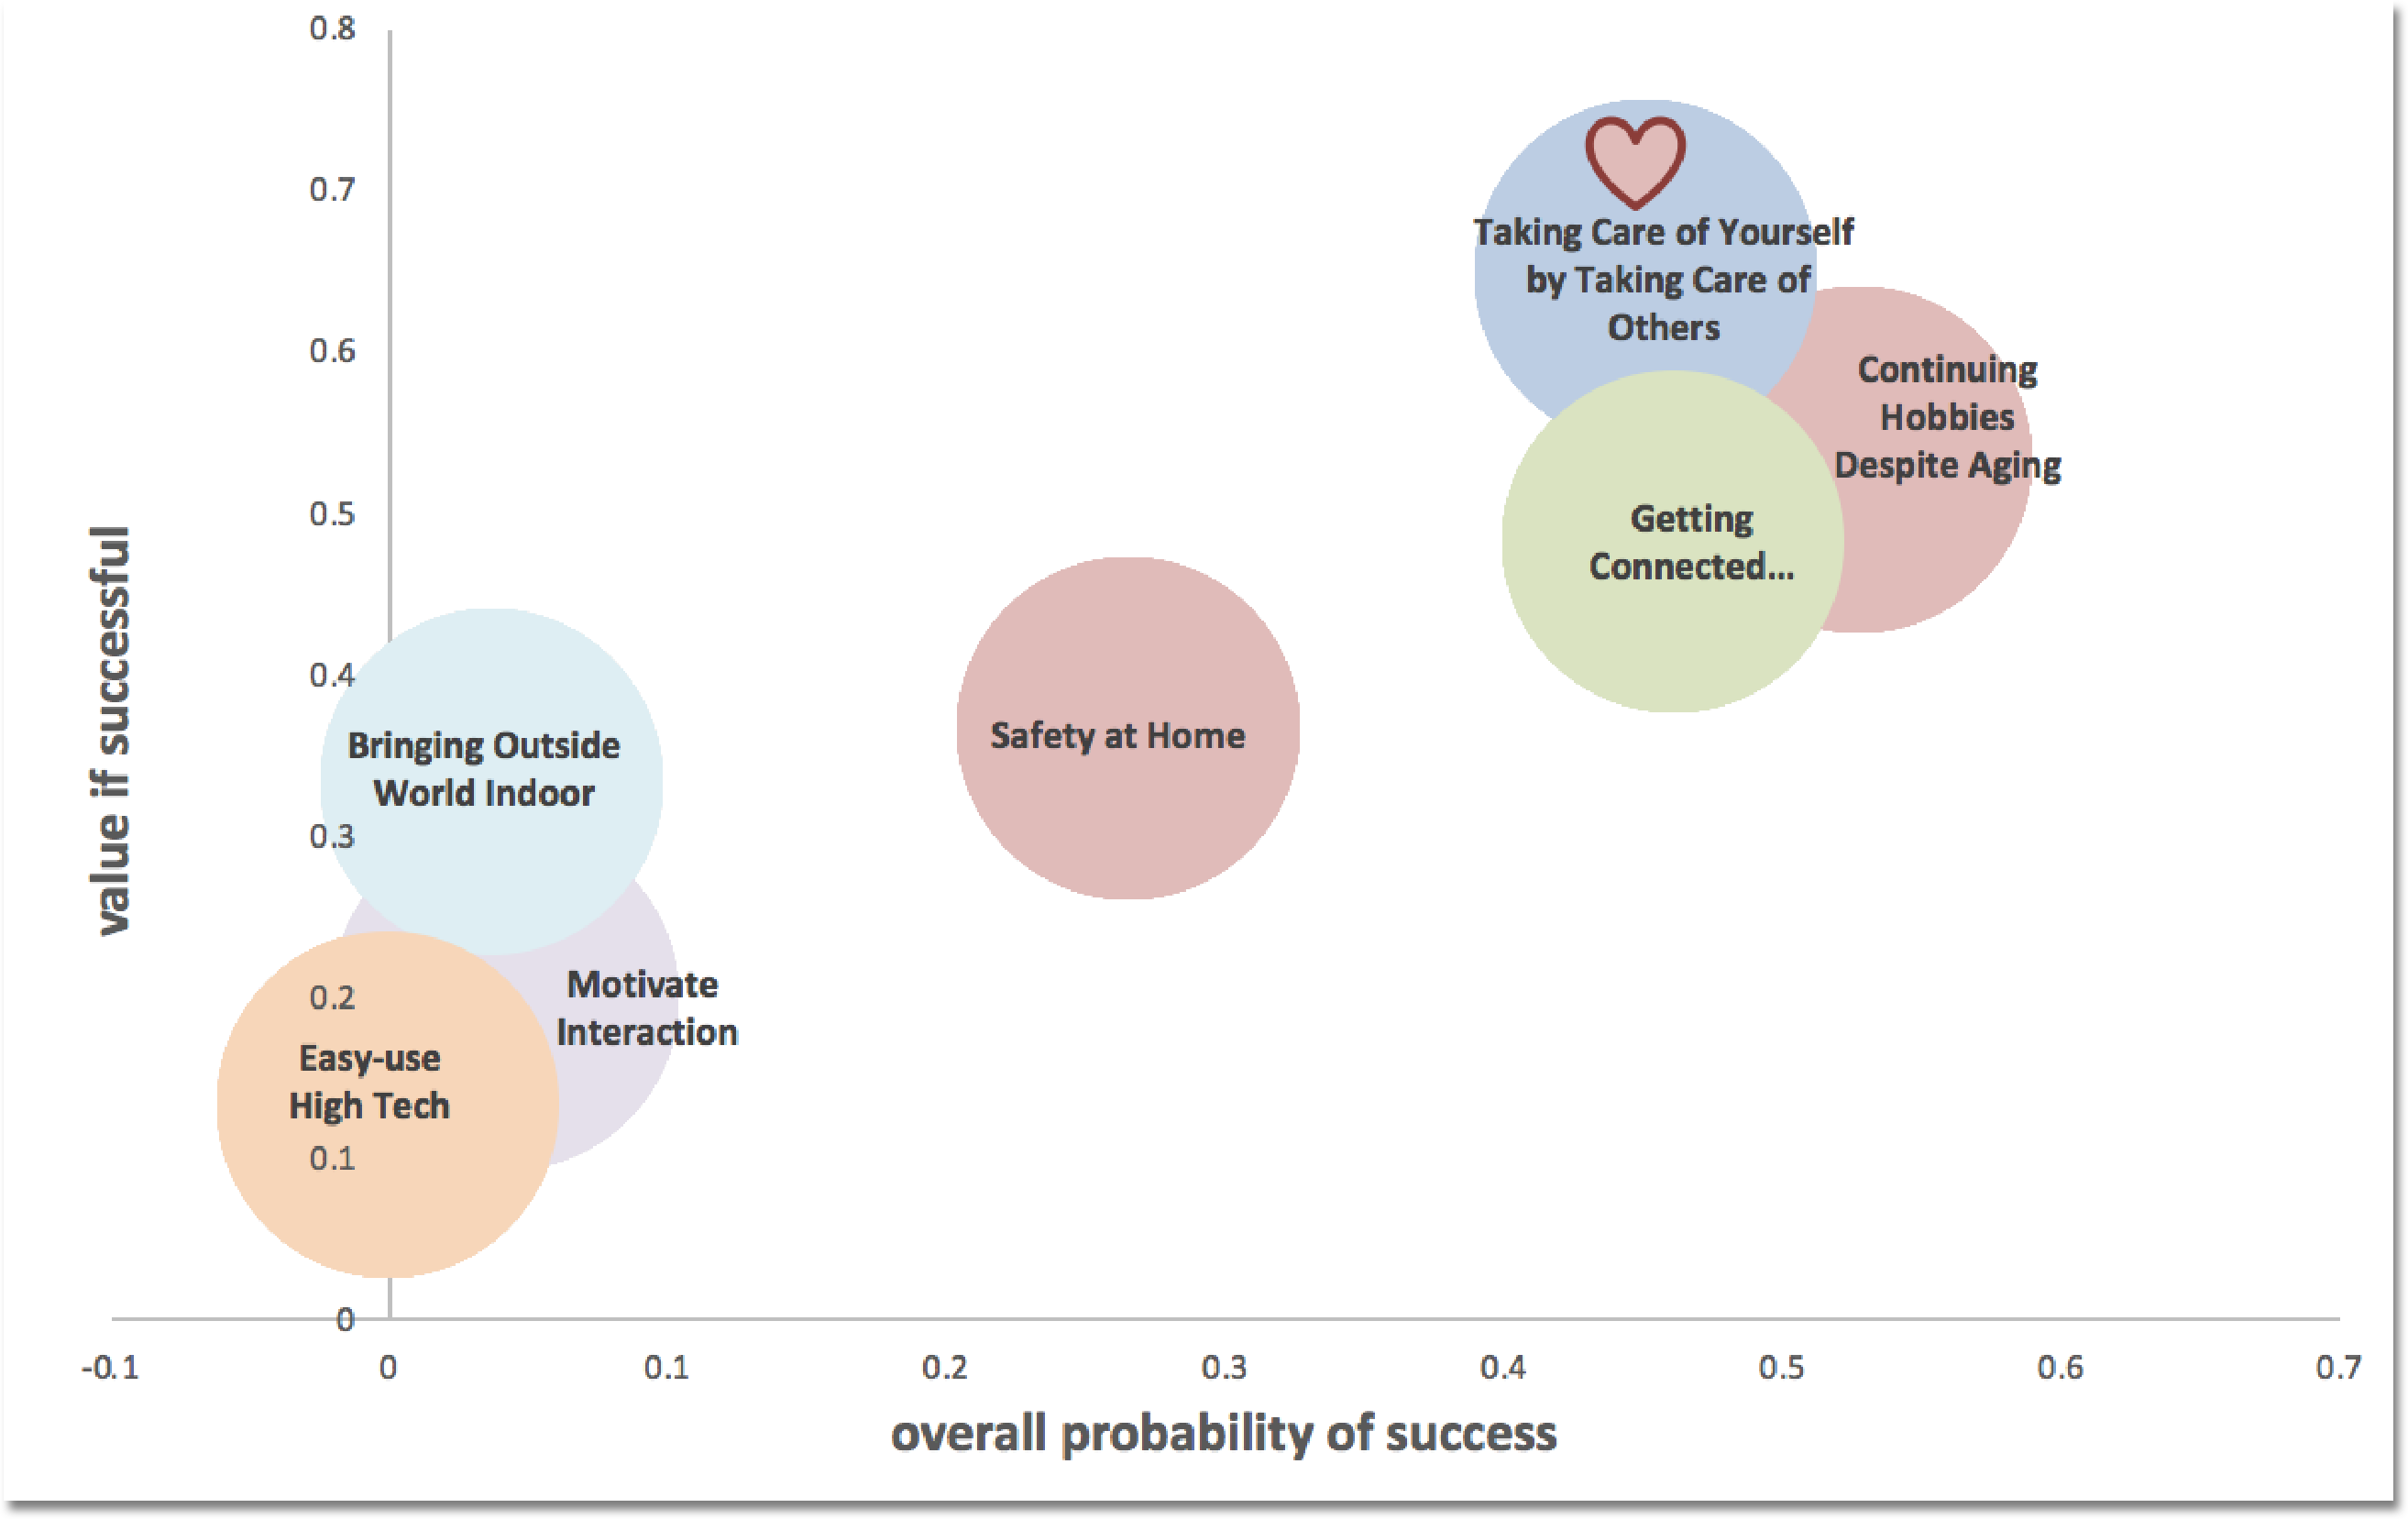 0.8
0.7
0.6
0.5
0.4
0.3
0.2
0.1
0
value if successful
Taking Care of Yourself
by Taking Care of
Others
Continuing
Hobbies
Despite Aging
Getting
Connected...
Safety at Home
Bringing Outside
World Indoor
Motivate
Interaction
Easy-use
High Tech
-0.1 0 0.1 0.2 0.3 0.4 0.5 0.6 0.7
overall probability of success